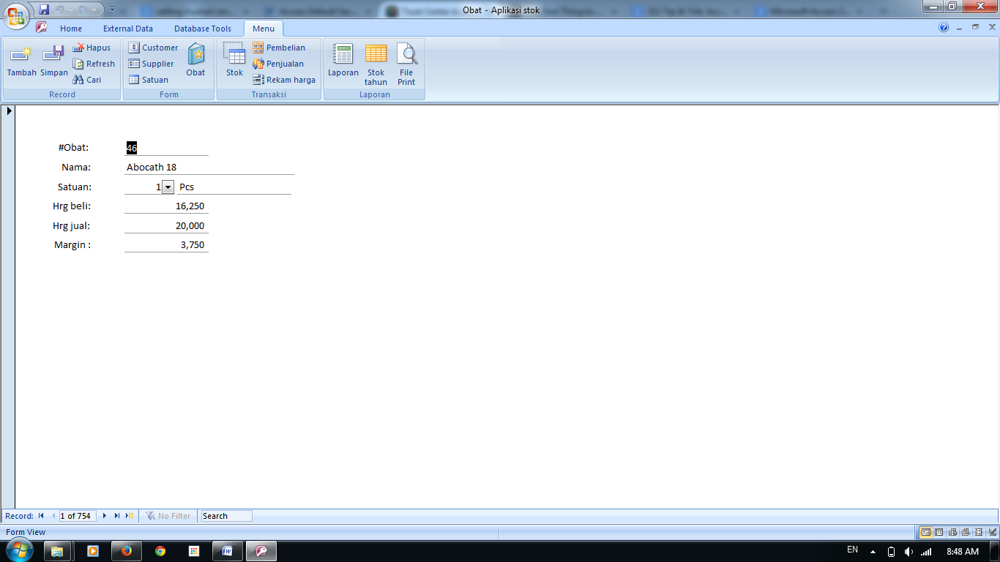 Obat - Aplikasi stok
Home External Data Database Tools Menu
Tambah Simpan Hapus Refresh Cari
Record
Customer Supplier Satuan Obat
Form
Stok Pembelian Penjualan Rekam harga
Transaksi
Laporan Stok tahun File Print
Laporan
#Obat: 46
Nama: Abocath 18
Satuan: 1 Pcs
Hrg beli: 16,250
Hrg jual: 20,000
Margin : 3,750
Record: 1 of 754 No Filter Search
Form View
EN 8:48 AM